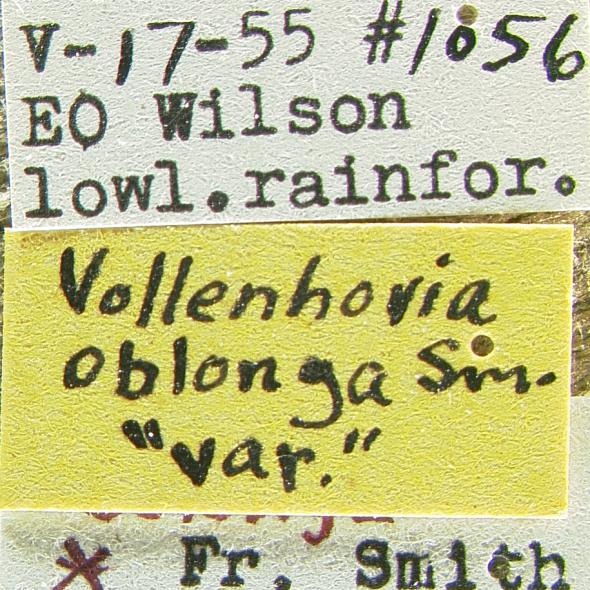 V-17-55 #1056
EO Wilson
lowl.rainfor.
Vollenhovia
oblonga Sm.
"var."
* Fr. Smith